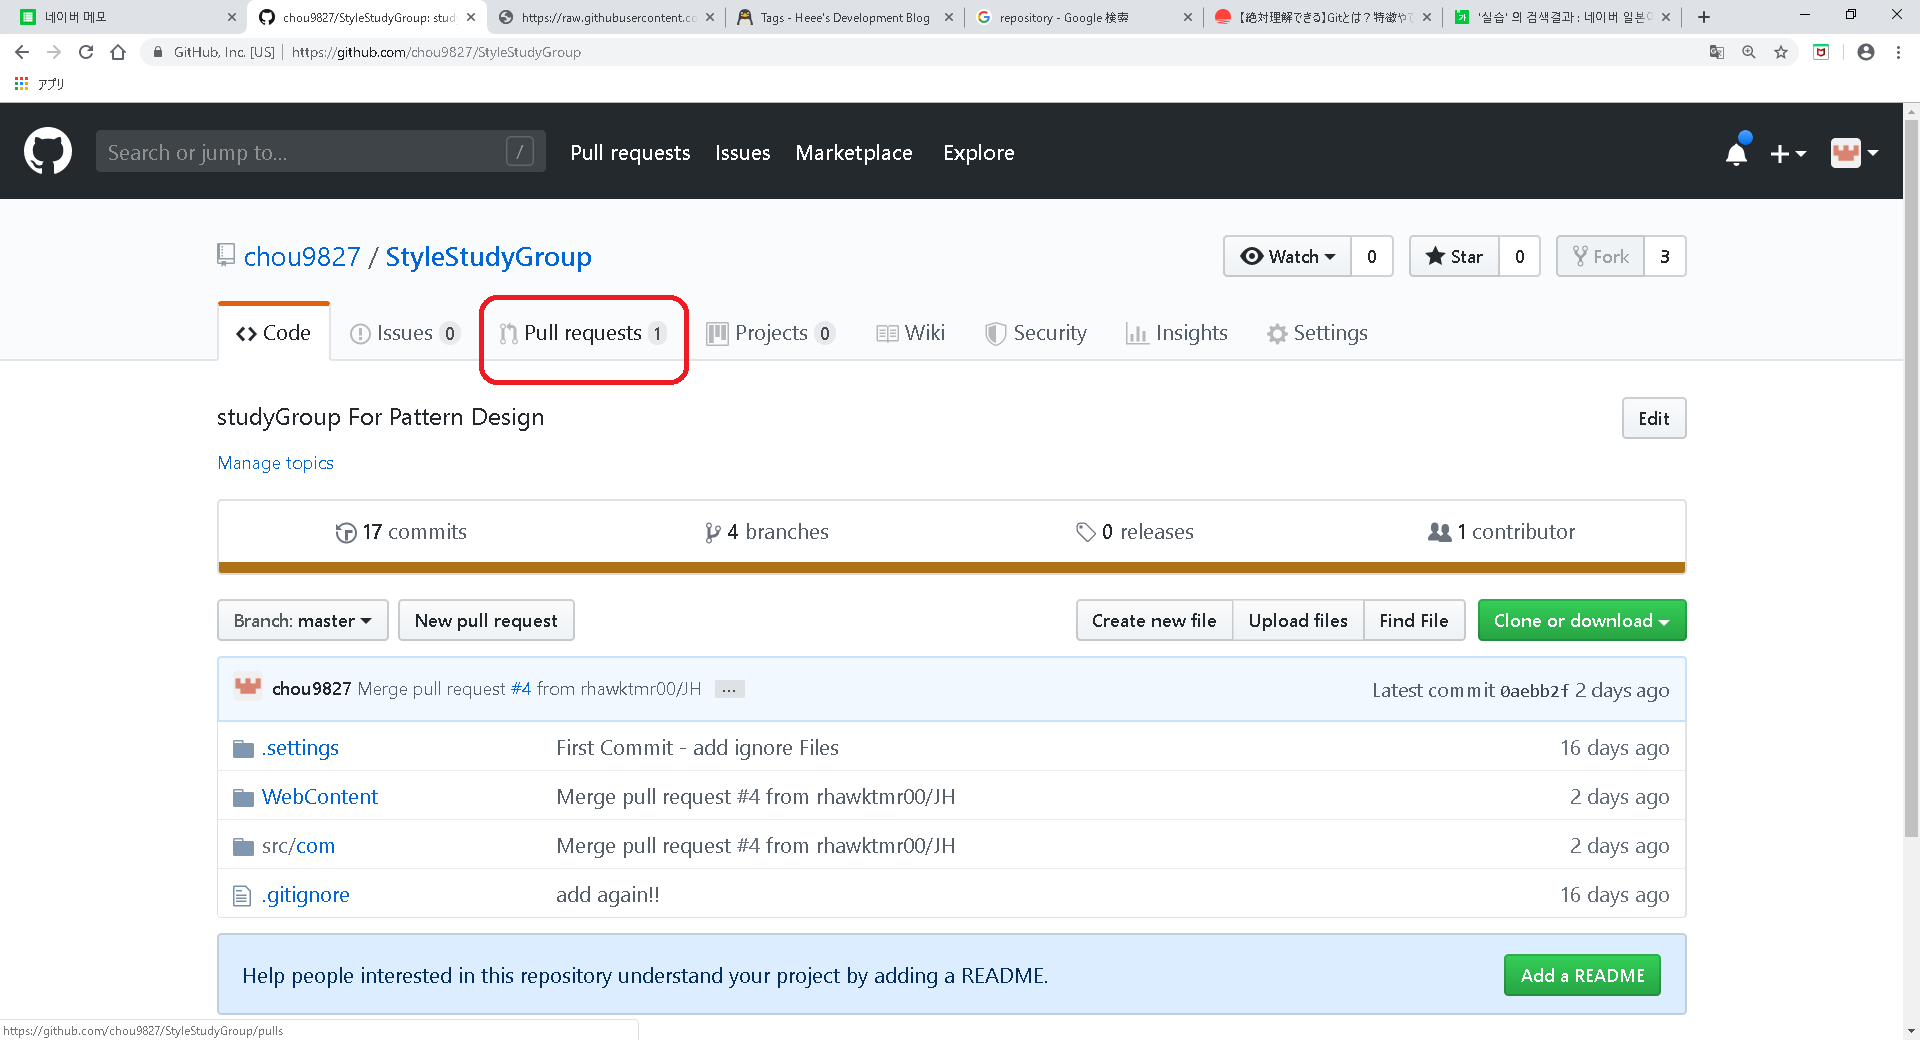 네이버 메모
chou9827/StyleStudyGroup: stud
https://raw.githubusercontent.co
Tags - Heee's Development Blog
repository - Google 検索
【絶対理解できる】Gitとは？特徴や
'실습' 의 검색결과 : 네이버 일본
GitHub, Inc. [US] | https://github.com/chou9827/StyleStudyGroup
アプリ
Search or jump to... /
Pull requests Issues Marketplace Explore
chou9827 / StyleStudyGroup
Watch 0 Star 0 Fork 3
Code Issues 0 Pull requests 1 Projects 0 Wiki Security Insights Settings
studyGroup For Pattern Design
Edit
Manage topics
17 commits 4 branches 0 releases 1 contributor
Branch: master New pull request Create new file Upload files Find File Clone or download
chou9827 Merge pull request #4 from rhawktmr00/JH ... Latest commit 0aebb2f 2 days ago
.settings First Commit - add ignore Files 16 days ago
WebContent Merge pull request #4 from rhawktmr00/JH 2 days ago
src/com Merge pull request #4 from rhawktmr00/JH 2 days ago
.gitignore add again!! 16 days ago
Help people interested in this repository understand your project by adding a README. Add a README
https://github.com/chou9827/StyleStudyGroup/pulls